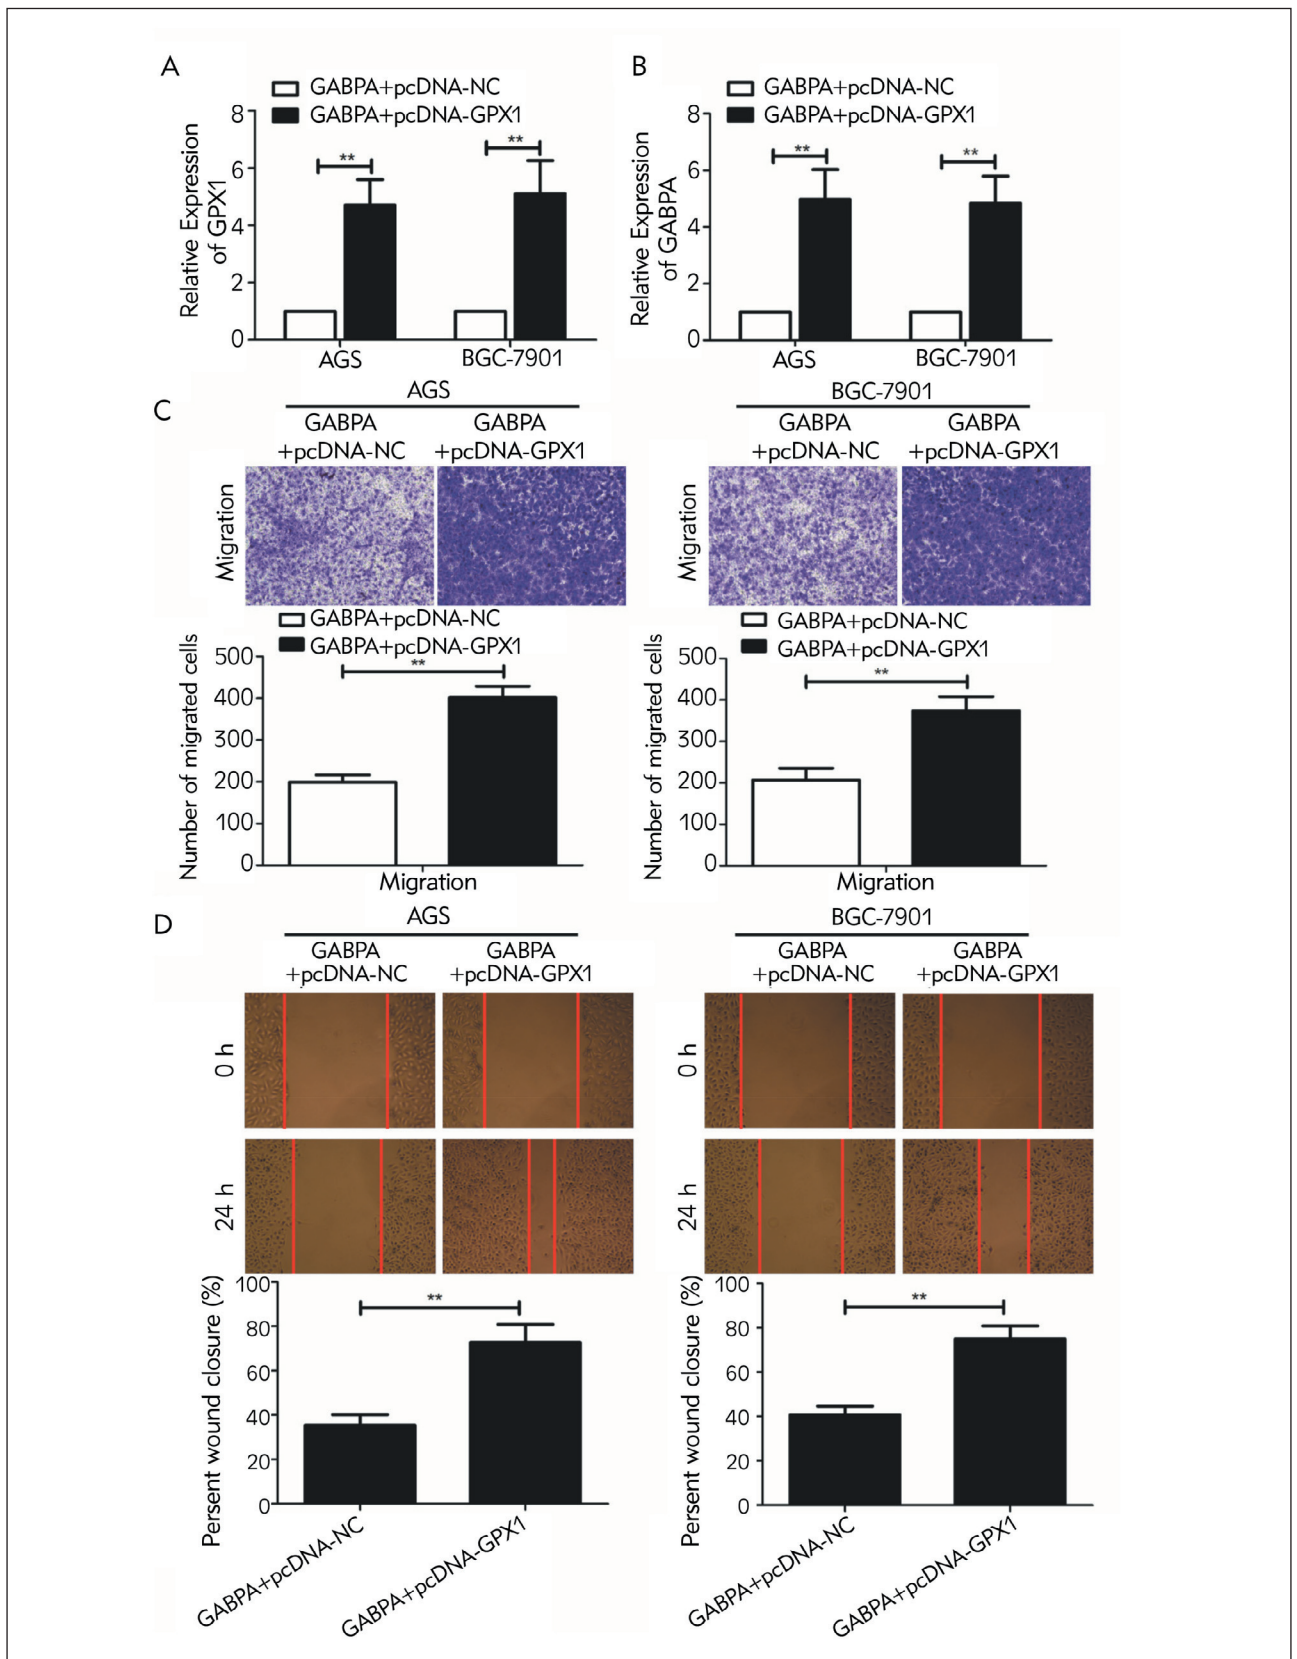 A
GABPA+pcDNA-NC
GABPA+pcDNA-GPX1
Relative Expression
of GPX1
8
6
4
2
0
**
**
AGS
BGC-7901
B
GABPA+pcDNA-NC
GABPA+pcDNA-GPX1
Relative Expression
of GABPA
8
6
4
2
0
**
**
AGS
BGC-7901
C
AGS
GABPA
+pcDNA-NC
GABPA
+pcDNA-GPX1
Migration
BGC-7901
GABPA
+pcDNA-NC
GABPA
+pcDNA-GPX1
Migration
GABPA+pcDNA-NC
GABPA+pcDNA-GPX1
Number of migrated cells
500
400
300
200
100
0
**
Migration
GABPA+pcDNA-NC
GABPA+pcDNA-GPX1
Number of migrated cells
500
400
300
200
100
0
**
Migration
D
AGS
GABPA
+pcDNA-NC
GABPA
+pcDNA-GPX1
0 h
24 h
BGC-7901
GABPA
+pcDNA-NC
GABPA
+pcDNA-GPX1
0 h
24 h
Persent wound closure (%)
100
80
60
40
20
0
**
GABPA+pcDNA-NC
GABPA+pcDNA-GPX1
Persent wound closure (%)
100
80
60
40
20
0
**
GABPA+pcDNA-NC
GABPA+pcDNA-GPX1